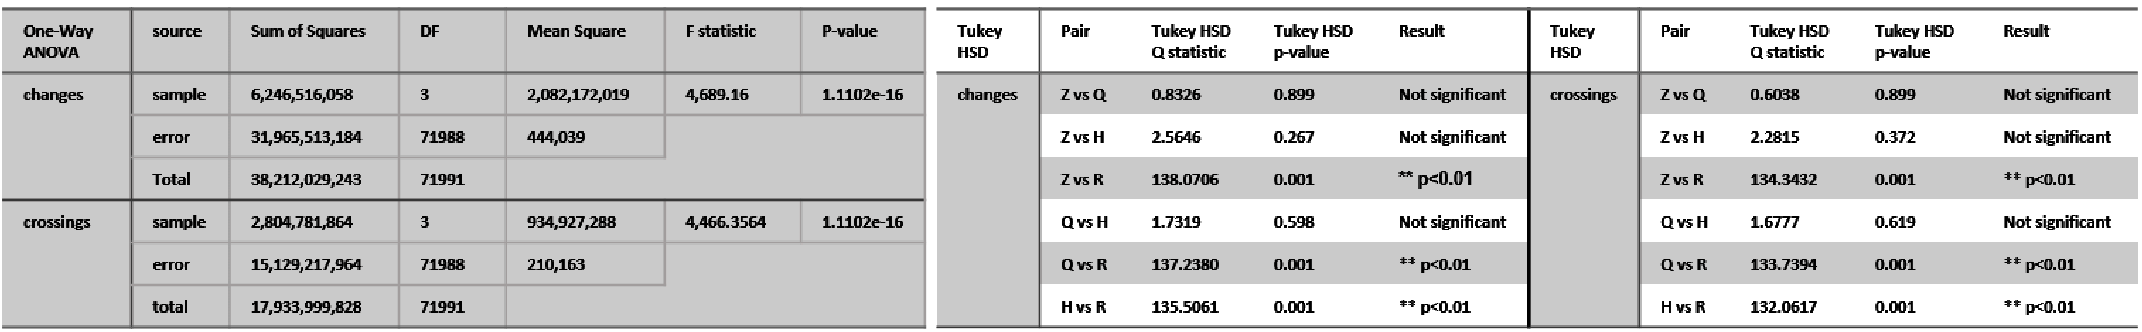 One-Way ANOVA source Sum of Squares DF Mean Square F statistic P-value
changes sample 6,246,516,058 3 2,082,172,019 4,689.16 1.1102e-16
error 31,965,513,184 71988 444,039
Total 38,212,029,243 71991
crossings sample 2,804,781,864 3 934,927,288 4,466.3564 1.1102e-16
error 15,129,217,964 71988 210,163
total 17,933,999,828 71991
Tukey HSD Pair Tukey HSD Q statistic Tukey HSD p-value Result
changes Z vs Q 0.8326 0.899 Not significant
Z vs H 2.5646 0.267 Not significant
Z vs R 138.0706 0.001 ** p<0.01
Q vs H 1.7319 0.598 Not significant
Q vs R 137.2380 0.001 ** p<0.01
H vs R 135.5061 0.001 ** p<0.01
Tukey HSD Pair Tukey HSD Q statistic Tukey HSD p-value Result
crossings Z vs Q 0.6038 0.899 Not significant
Z vs H 2.2815 0.372 Not significant
Z vs R 134.3432 0.001 ** p<0.01
Q vs H 1.6777 0.619 Not significant
Q vs R 133.7394 0.001 ** p<0.01
H vs R 132.0617 0.001 ** p<0.01